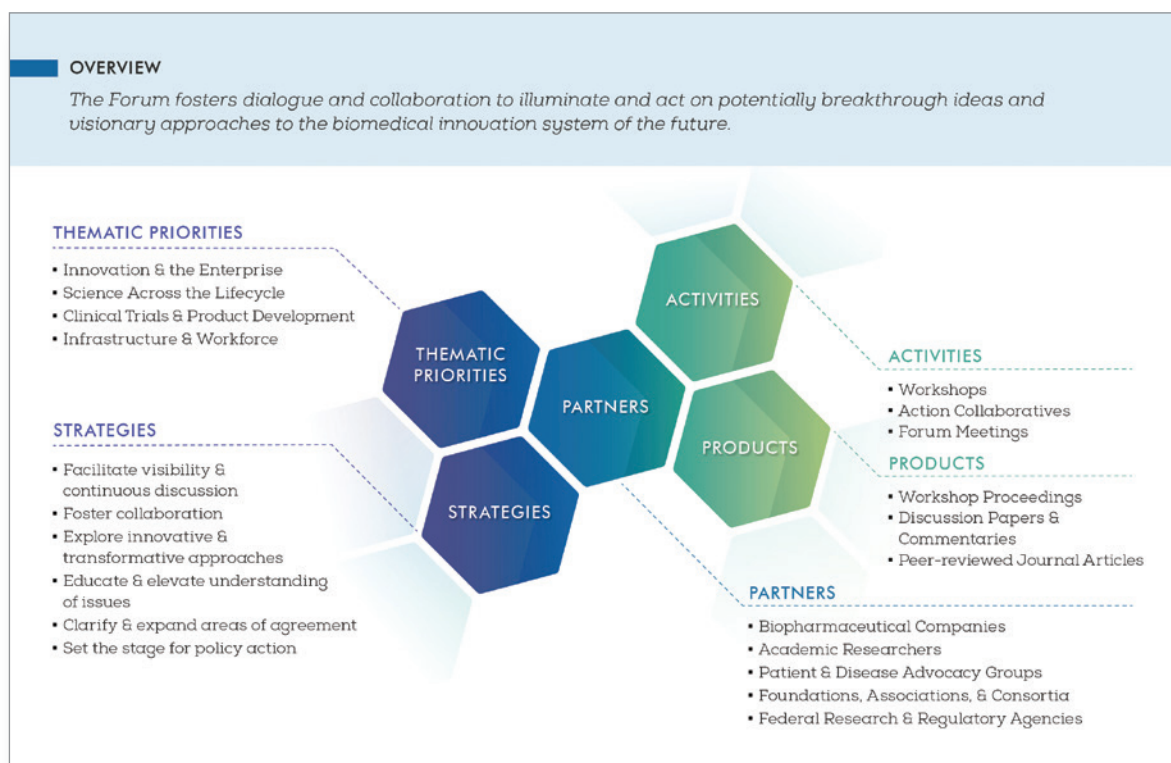 OVERVIEW
The Forum fosters dialogue and collaboration to illuminate and act on potentially breakthrough ideas and
visionary approaches to the biomedical innovation system of the future.
THEMATIC PRIORITIES
▪ Innovation & the Enterprise
▪ Science Across the Lifecycle
▪ Clinical Trials & Product Development
▪ Infrastructure & Workforce
STRATEGIES
▪ Facilitate visibility &
continuous discussion
▪ Foster collaboration
▪ Explore innovative &
transformative approaches
▪ Educate & elevate understanding
of issues
▪ Clarify & expand areas of agreement
▪ Set the stage for policy action
THEMATIC
PRIORITIES
STRATEGIES
PARTNERS
ACTIVITIES
PRODUCTS
ACTIVITIES
▪ Workshops
▪ Action Collaboratives
▪ Forum Meetings
PRODUCTS
▪ Workshop Proceedings
▪ Discussion Papers &
Commentaries
▪ Peer-reviewed Journal Articles
PARTNERS
▪ Biopharmaceutical Companies
▪ Academic Researchers
▪ Patient & Disease Advocacy Groups
▪ Foundations, Associations, & Consortia
▪ Federal Research & Regulatory Agencies